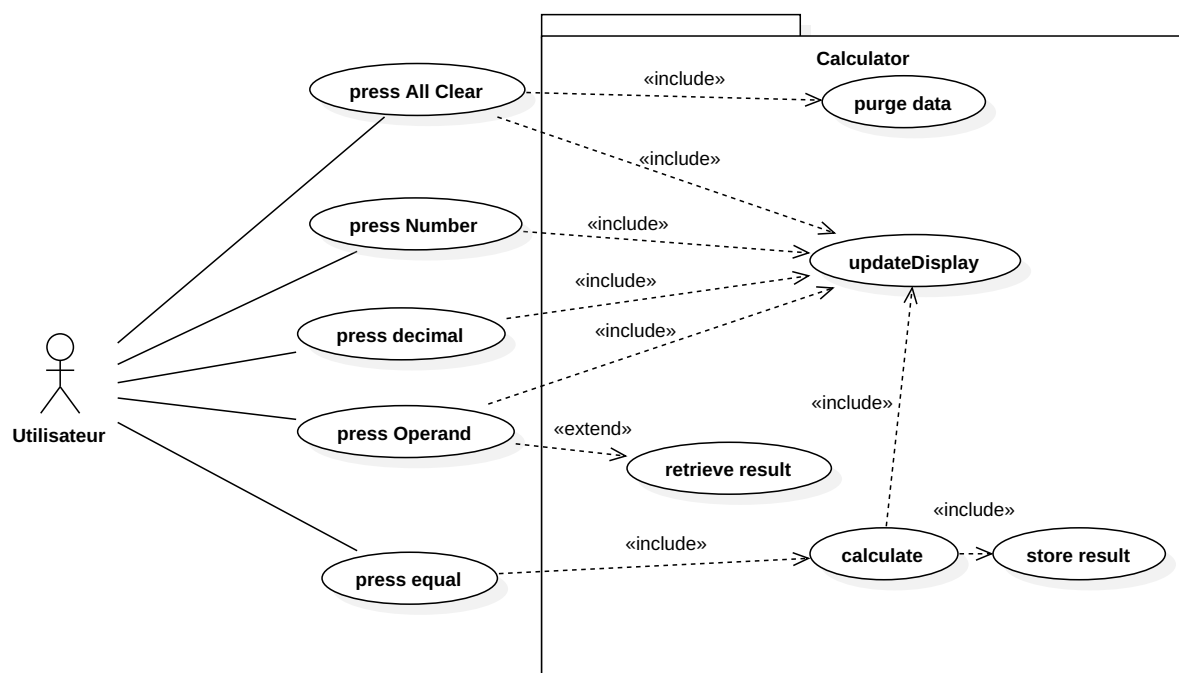 Calculator
«include»
press All Clear
purge data
«include»
press Number
«include»
updateDisplay
«include»
press decimal
«include»
Utilisateur
press Operand
«extend»
retrieve result
«include»
«include»
«include»
press equal
calculate
store result